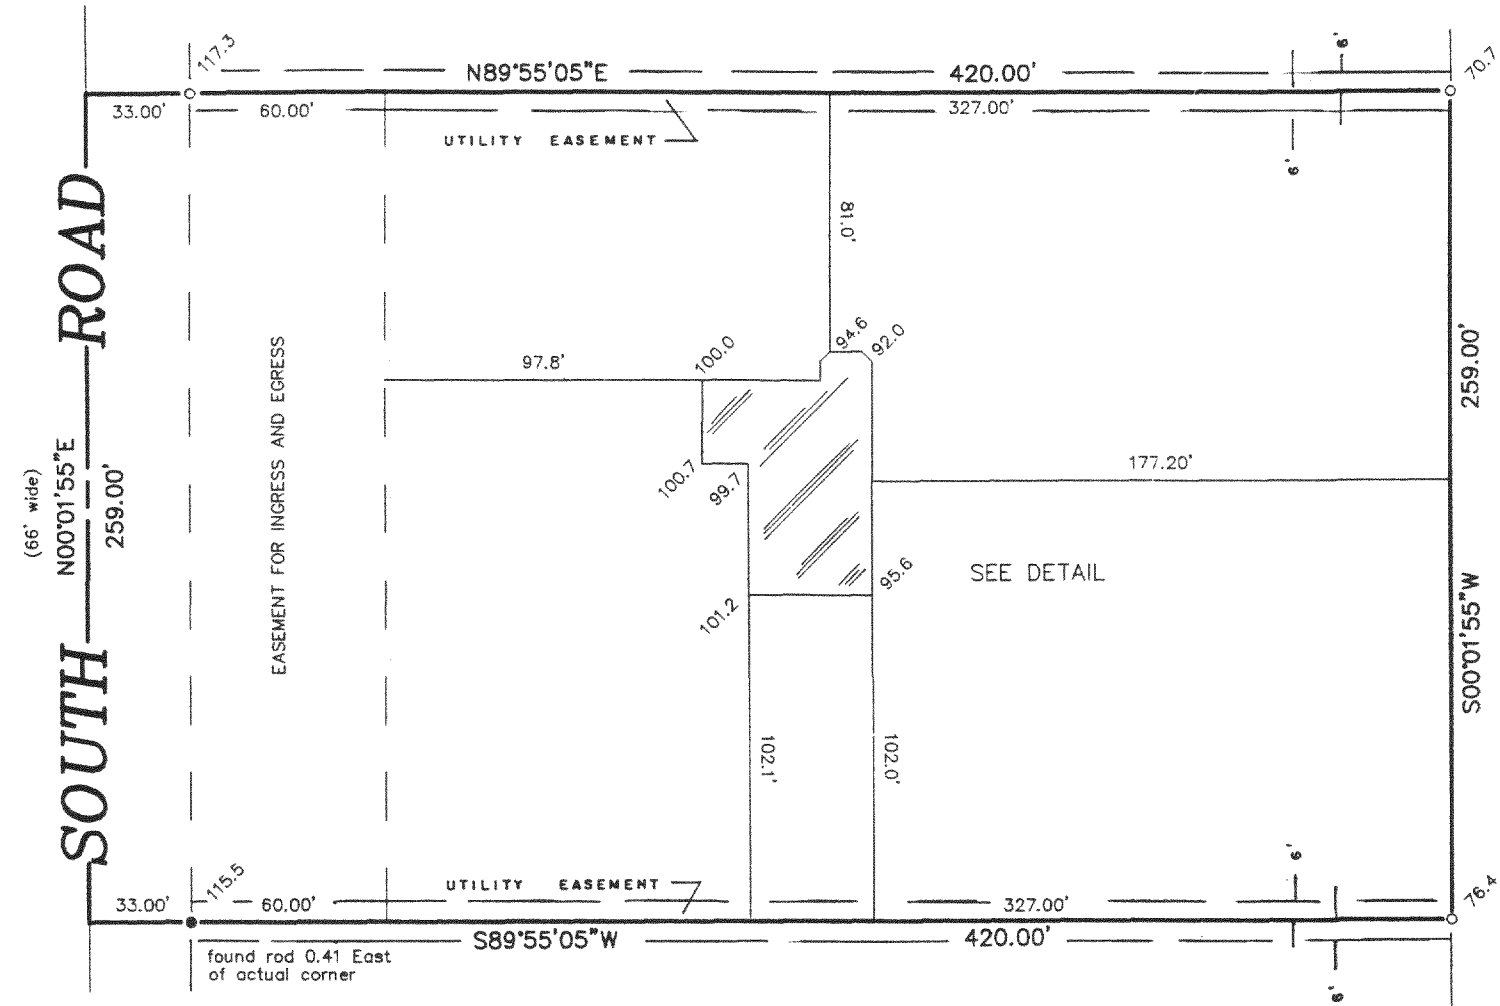 117.3
N89°55'05"E
420.00'
6'
70.7
33.00'
60.00'
327.00'
UTILITY EASEMENT
6'
81.0'
SOUTH ROAD
(66' wide)
N00°01'55"E
259.00'
EASEMENT FOR INGRESS AND EGRESS
97.8'
100.0
94.6
92.0
259.00'
S00°01'55"W
100.7
99.7
177.20'
SEE DETAIL
95.6
101.2
102.1'
102.0'
6'
115.5
UTILITY EASEMENT
76.4
33.00'
60.00'
327.00'
S89°55'05"W
420.00'
found rod 0.41 East
of actual corner
6'